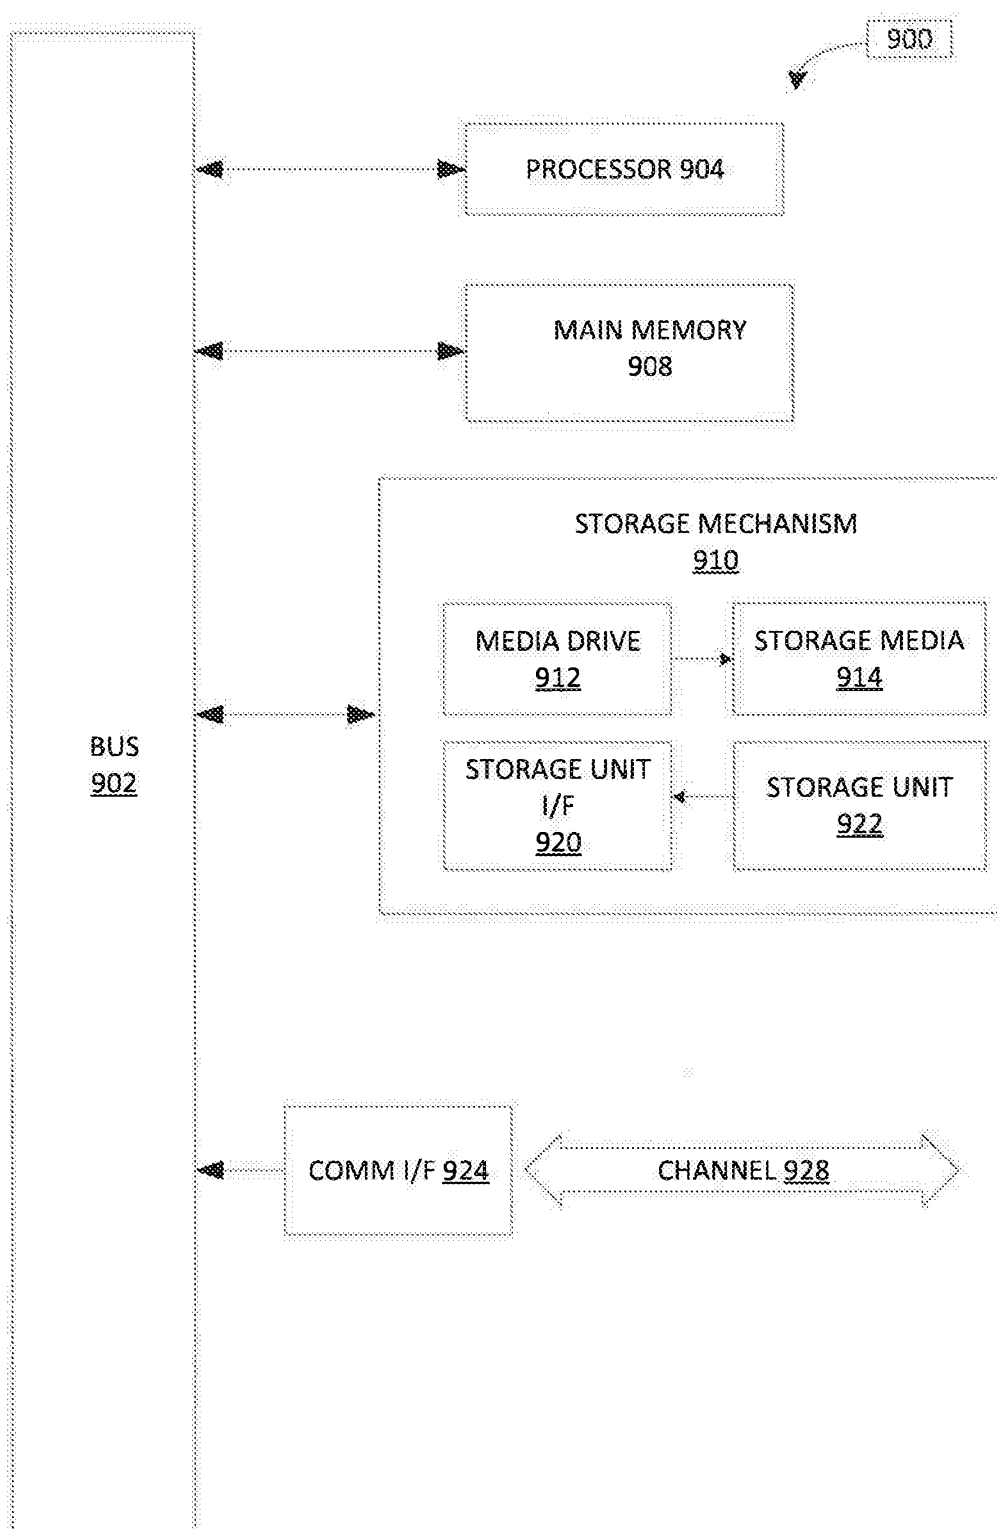 900
PROCESSOR 904
MAIN MEMORY
908
STORAGE MECHANISM
910
MEDIA DRIVE
912
STORAGE MEDIA
914
BUS
902
STORAGE UNIT
I/F
920
STORAGE UNIT
922
COMM I/F 924
CHANNEL 928